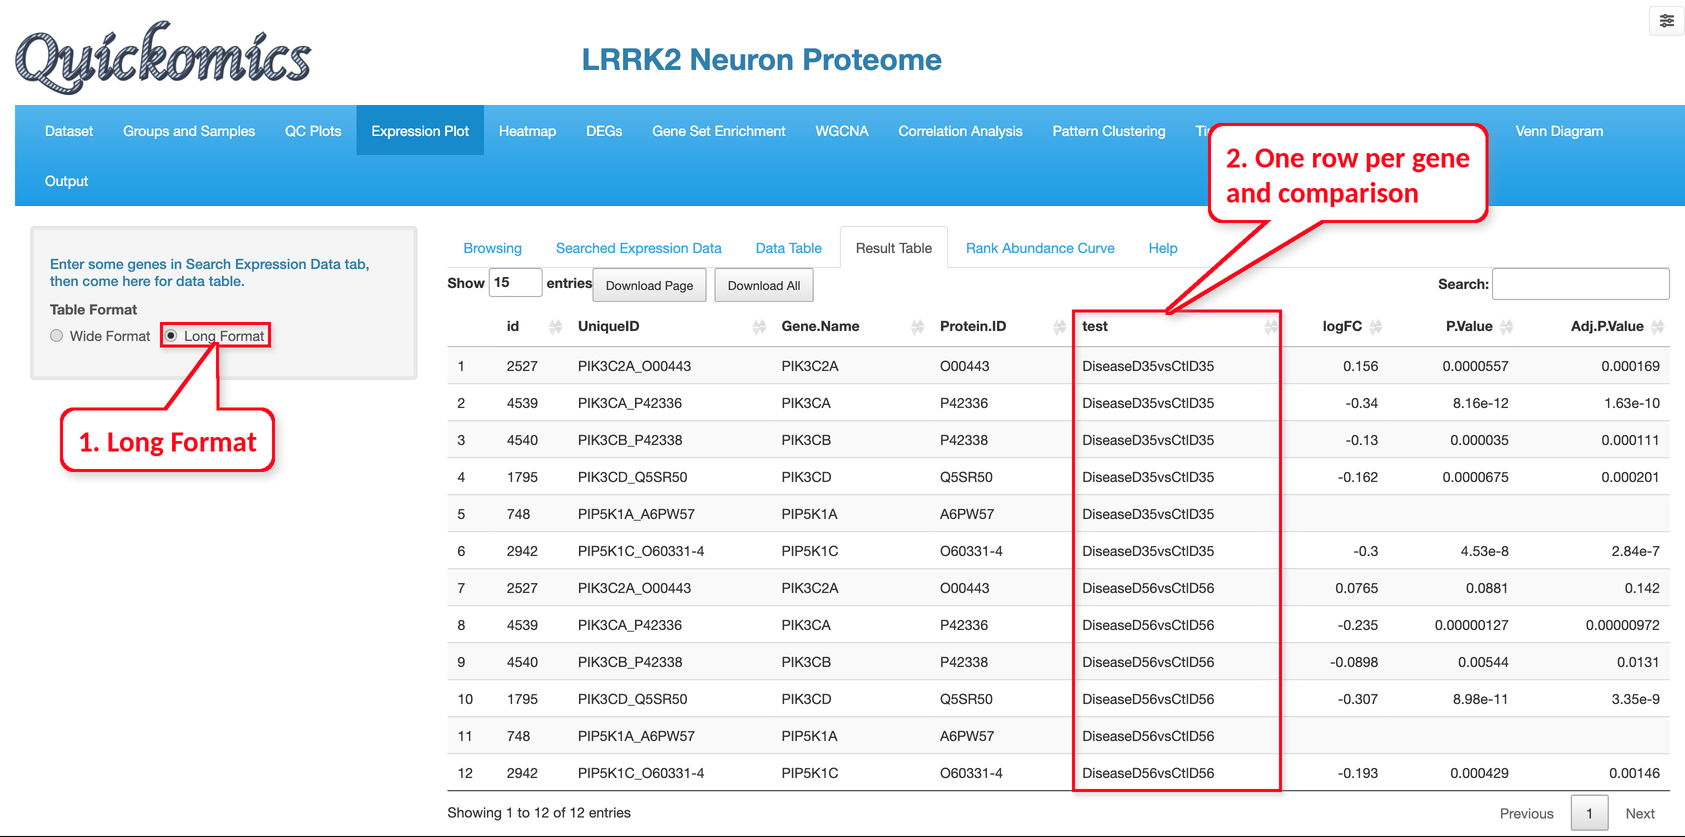 Quickomics
LRRK2 Neuron Proteome
Dataset Groups and Samples QC Plots Expression Plot Heatmap DEGs Gene Set Enrichment WGCNA Correlation Analysis Pattern Clustering Venn Diagram
Output
2. One row per gene
and comparison
Enter some genes in Search Expression Data tab,
then come here for data table.
Table Format
Wide Format Long Format
1. Long Format
Browsing Searched Expression Data Data Table Result Table Rank Abundance Curve Help
Show 15 entries Download Page Download All Search:
id UniqueID Gene.Name Protein.ID test logFC P.Value Adj.P.Value
1 2527 PIK3C2A_O00443 PIK3C2A O00443 DiseaseD35vsCtlD35 0.156 0.0000557 0.000169
2 4539 PIK3CA_P42336 PIK3CA P42336 DiseaseD35vsCtlD35 -0.34 8.16e-12 1.63e-10
3 4540 PIK3CB_P42338 PIK3CB P42338 DiseaseD35vsCtlD35 -0.13 0.000035 0.000111
4 1795 PIK3CD_Q5SR50 PIK3CD Q5SR50 DiseaseD35vsCtlD35 -0.162 0.0000675 0.000201
5 748 PIP5K1A_A6PW57 PIP5K1A A6PW57 DiseaseD35vsCtlD35
6 2942 PIP5K1C_O60331-4 PIP5K1C O60331-4 DiseaseD35vsCtlD35 -0.3 4.53e-8 2.84e-7
7 2527 PIK3C2A_O00443 PIK3C2A O00443 DiseaseD56vsCtlD56 0.0765 0.0881 0.142
8 4539 PIK3CA_P42336 PIK3CA P42336 DiseaseD56vsCtlD56 -0.235 0.00000127 0.00000972
9 4540 PIK3CB_P42338 PIK3CB P42338 DiseaseD56vsCtlD56 -0.0898 0.00544 0.0131
10 1795 PIK3CD_Q5SR50 PIK3CD Q5SR50 DiseaseD56vsCtlD56 -0.307 8.98e-11 3.35e-9
11 748 PIP5K1A_A6PW57 PIP5K1A A6PW57 DiseaseD56vsCtlD56
12 2942 PIP5K1C_O60331-4 PIP5K1C O60331-4 DiseaseD56vsCtlD56 -0.193 0.000429 0.00146
Showing 1 to 12 of 12 entries Previous 1 Next